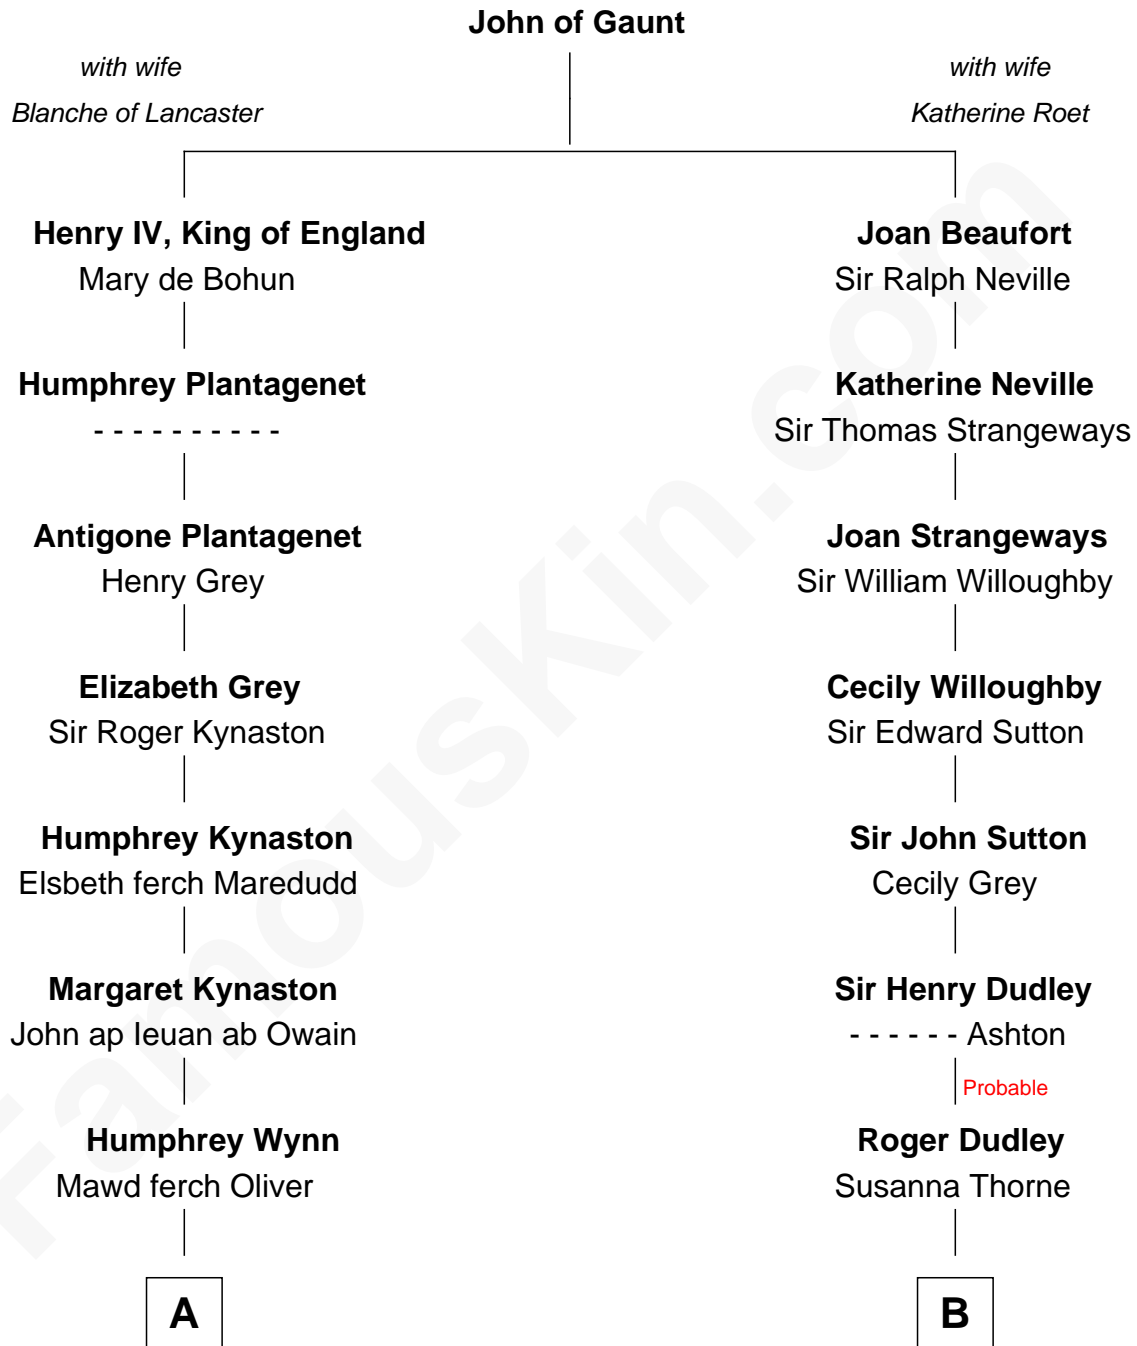 John of Gaunt
with wife
Blanche of Lancaster
with wife
Katherine Roet
Henry IV, King of England
Mary de Bohun
Joan Beaufort
Sir Ralph Neville
Humphrey Plantagenet
- - - - - - - - - -
Katherine Neville
Sir Thomas Strangeways
Antigone Plantagenet
Henry Grey
Joan Strangeways
Sir William Willoughby
Elizabeth Grey
Sir Roger Kynaston
Cecily Willoughby
Sir Edward Sutton
Humphrey Kynaston
Elsbeth ferch Maredudd
Sir John Sutton
Cecily Grey
Margaret Kynaston
John ap Ieuan ab Owain
Sir Henry Dudley
- - - - - - Ashton
Probable
Humphrey Wynn
Mawd ferch Oliver
Roger Dudley
Susanna Thorne
A
B
FamousKin.com